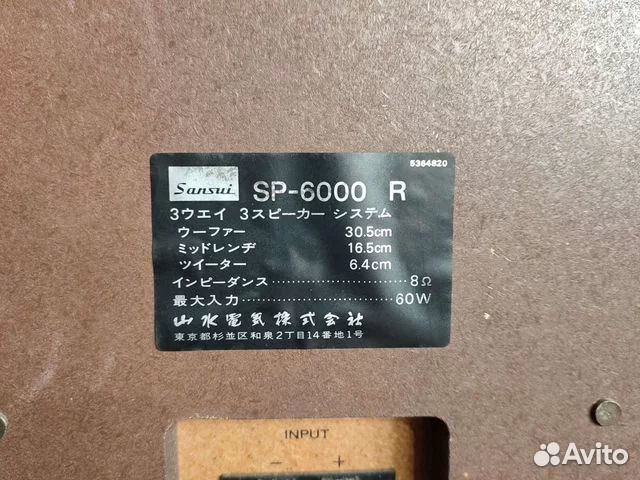 5364820
Sansui SP-6000 R
3ウエイ 3スピーカー システム
ウーファー 30.5cm
ミッドレンヂ 16.5cm
ツイーター 6.4cm
インピーダンス 8Ω
最大入力 60W
山水電気株式会社
東京都杉並区和泉2丁目14番地1号
INPUT
− +
Avito